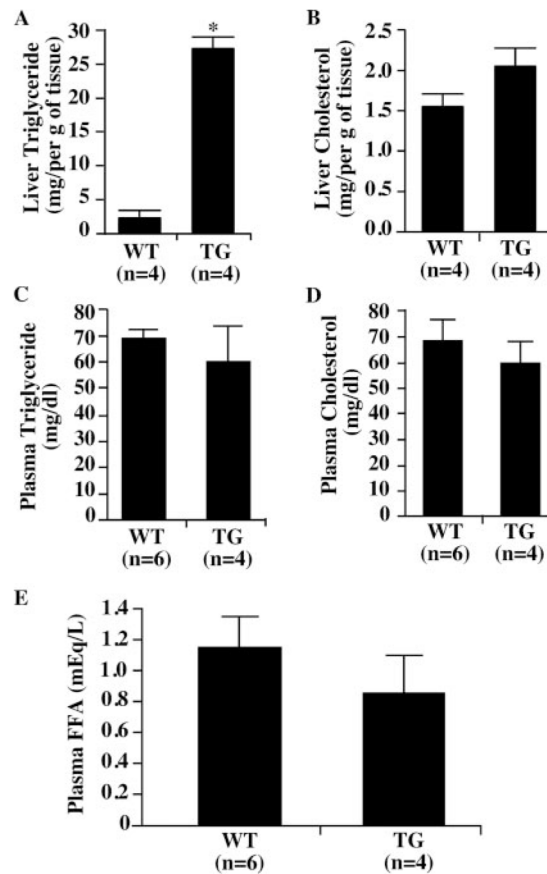 A
Liver Triglyceride
(mg/per g of tissue)
30
25
20
15
10
5
0
*
WT
(n=4)
TG
(n=4)
B
Liver Cholesterol
(mg/per g of tissue)
2.5
2.0
1.5
1.0
0.5
0.0
WT
(n=4)
TG
(n=4)
C
Plasma Triglyceride
(mg/dl)
80
70
60
50
40
30
20
10
0
WT
(n=6)
TG
(n=4)
D
Plasma Cholesterol
(mg/dl)
80
70
60
50
40
30
20
10
0
WT
(n=6)
TG
(n=4)
E
Plasma FFA (mEq/L)
1.4
1.2
1.0
0.8
0.6
0.4
0.2
0
WT
(n=6)
TG
(n=4)